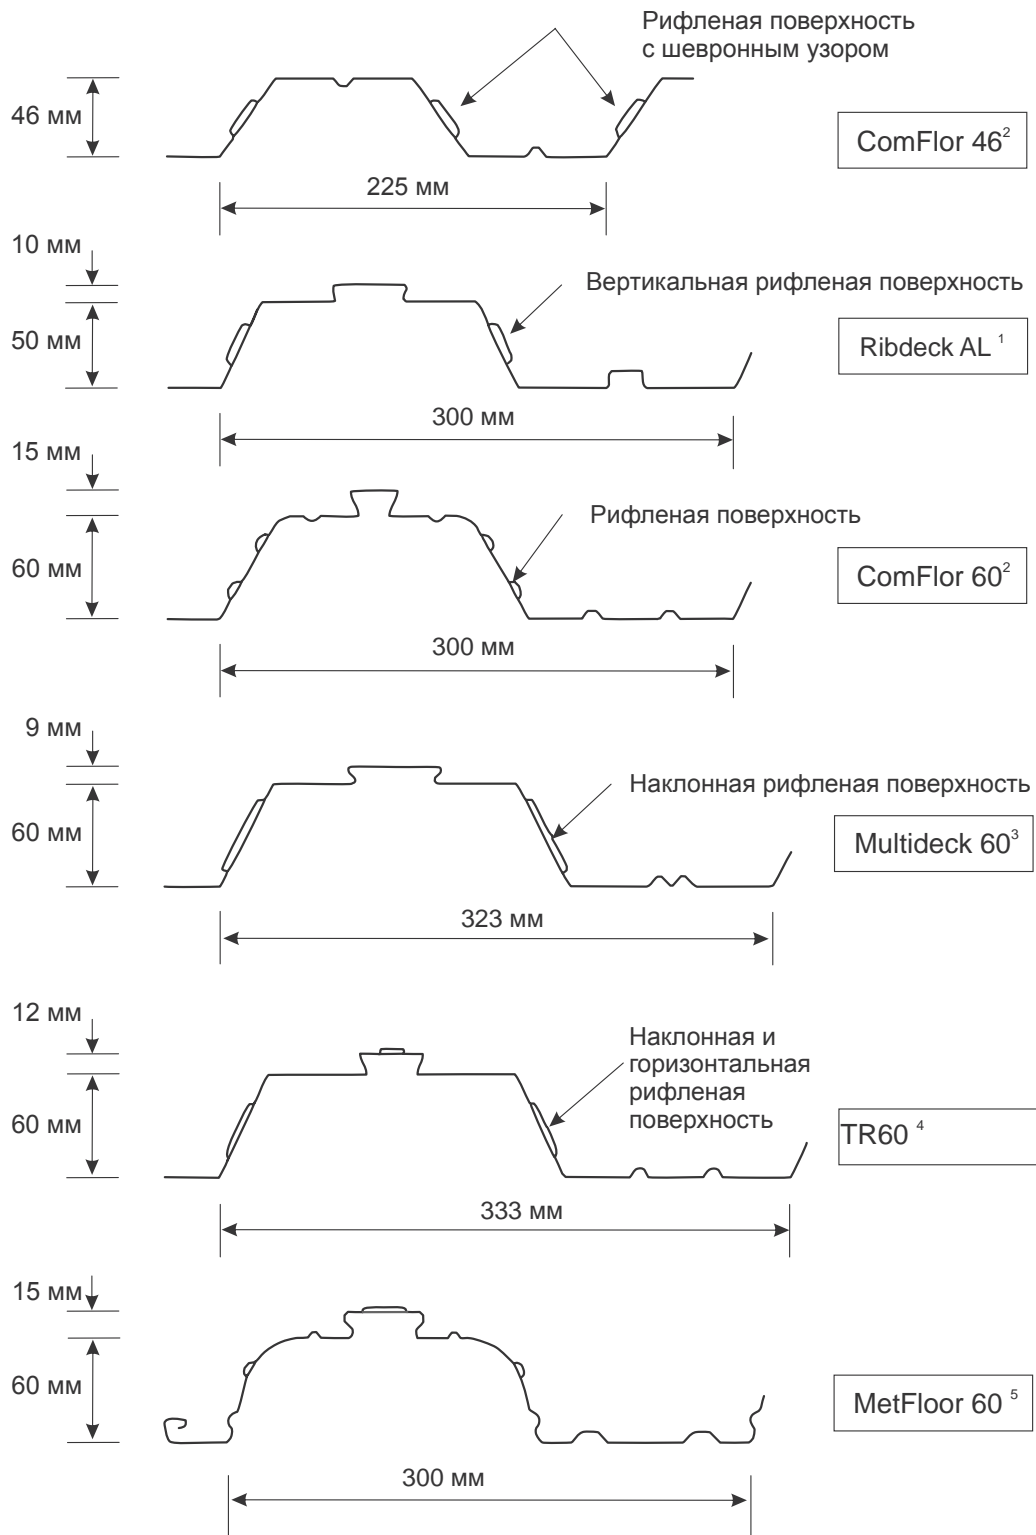 Рифленая поверхность
с шевронным узором
46 мм
ComFlor 46²
225 мм
10 мм
Вертикальная рифленая поверхность
50 мм
Ribdeck AL ¹
300 мм
15 мм
Рифленая поверхность
60 мм
ComFlor 60²
300 мм
9 мм
Наклонная рифленая поверхность
60 мм
Multideck 60³
323 мм
12 мм
Наклонная и
горизонтальная
рифленая
поверхность
60 мм
TR60 ⁴
333 мм
15 мм
60 мм
MetFloor 60 ⁵
300 мм